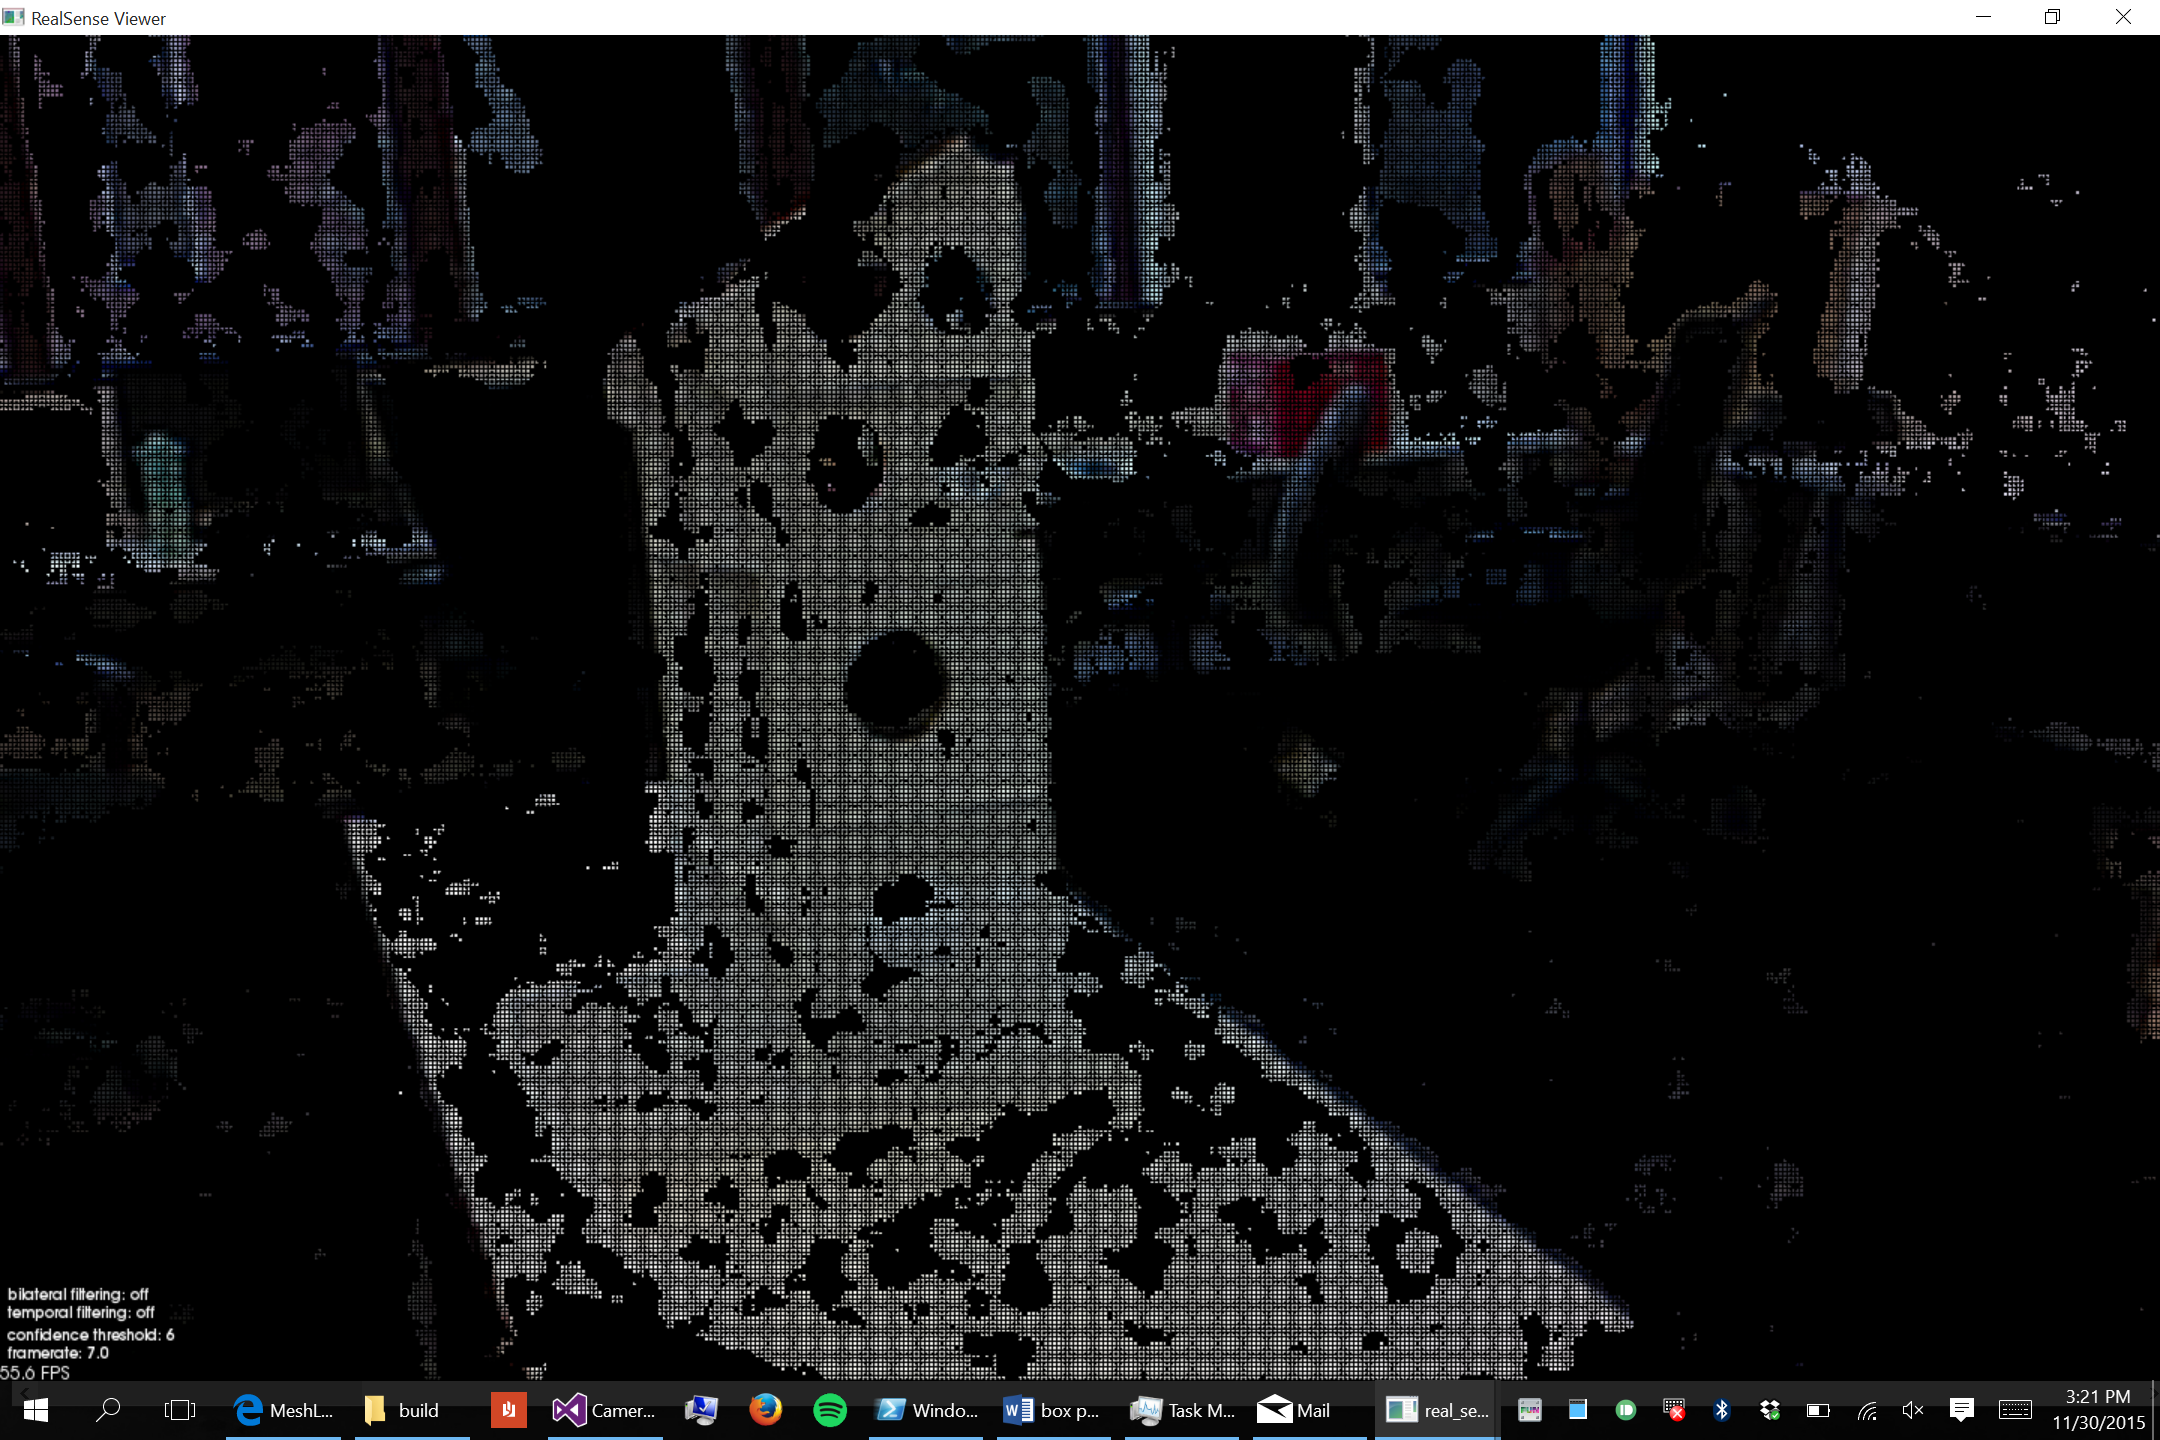 RealSense Viewer
bilateral filtering: off
temporal filtering: off
confidence threshold: 6
framerate: 7.0
55.6 FPS
MeshL...
build
Camer...
Windo...
box p...
Task M...
Mail
real_se...
FUN
3:21 PM
11/30/2015